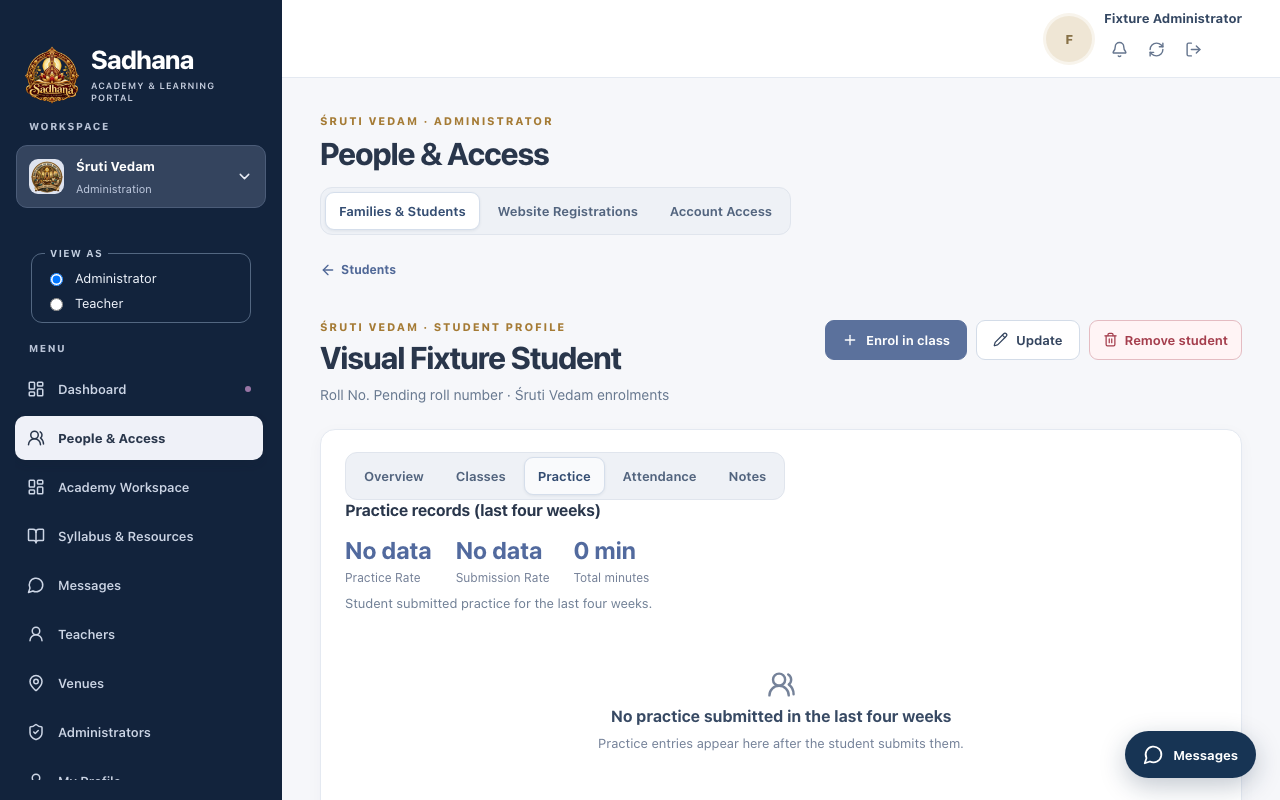 Sadhana
ACADEMY & LEARNING
PORTAL
Sadhana
WORKSPACE
Śruti Vedam
Administration
VIEW AS
Administrator
Teacher
MENU
Dashboard
People & Access
Academy Workspace
Syllabus & Resources
Messages
Teachers
Venues
Administrators
My Profile
F
Fixture Administrator
ŚRUTI VEDAM · ADMINISTRATOR
People & Access
Families & Students Website Registrations Account Access
Students
ŚRUTI VEDAM · STUDENT PROFILE
Visual Fixture Student
Roll No. Pending roll number · Śruti Vedam enrolments
Enrol in class Update Remove student
Overview Classes Practice Attendance Notes
Practice records (last four weeks)
No data No data 0 min
Practice Rate Submission Rate Total minutes
Student submitted practice for the last four weeks.
No practice submitted in the last four weeks
Practice entries appear here after the student submits them.
Messages